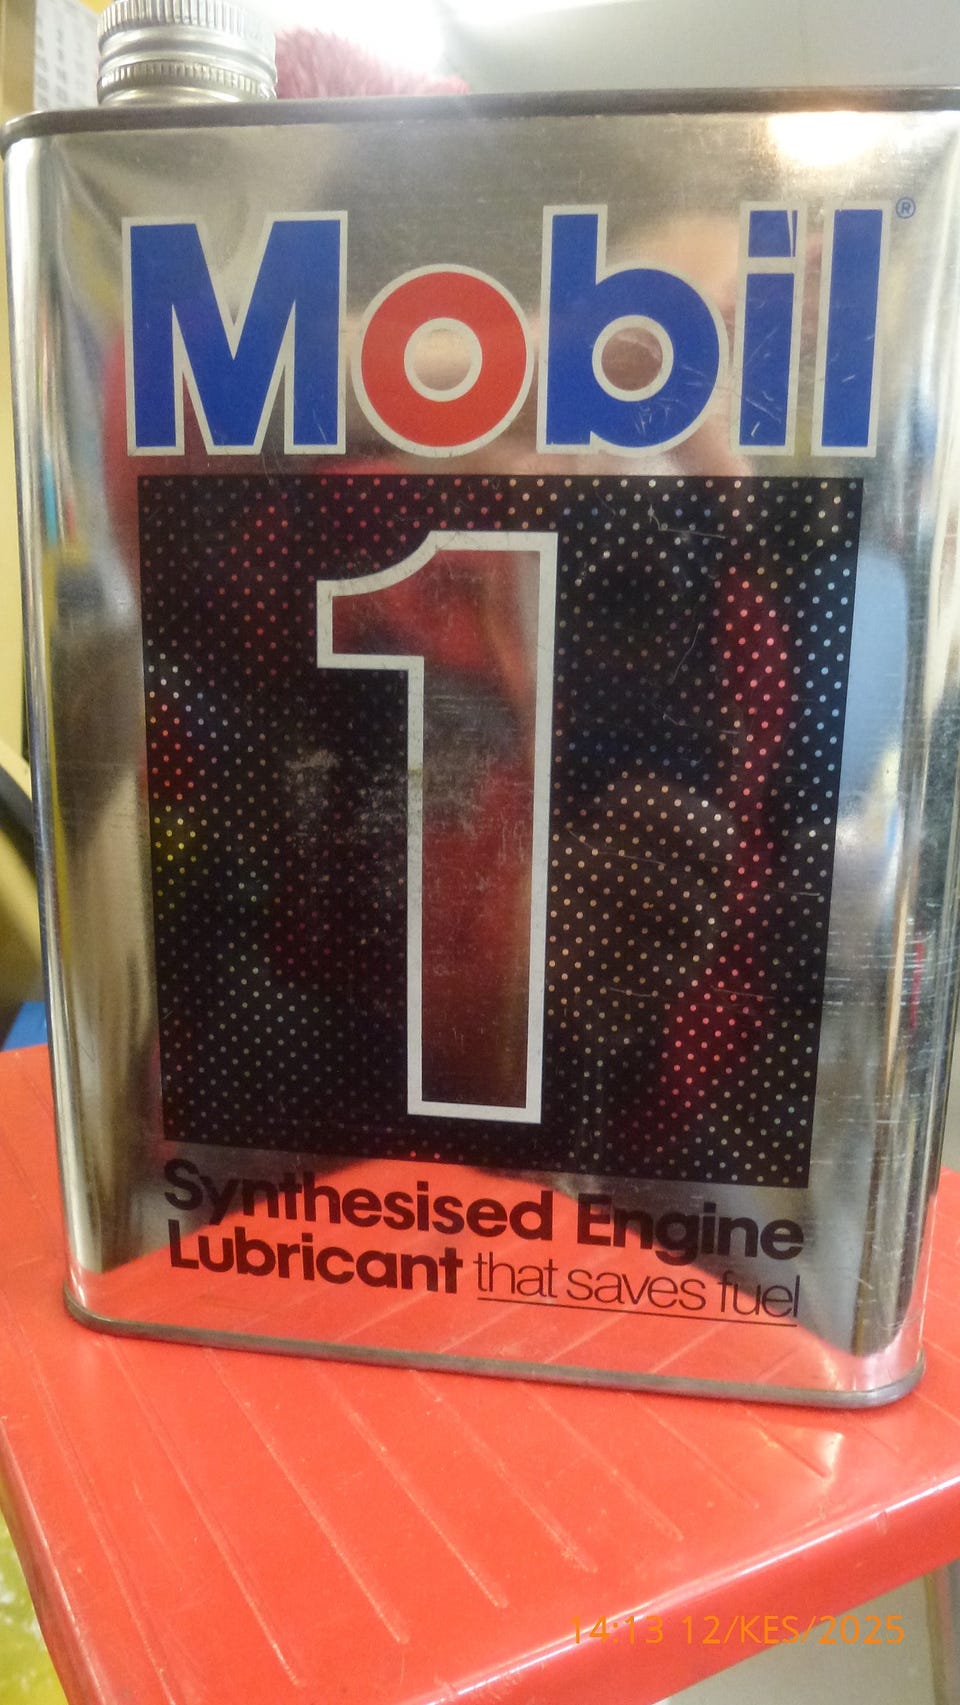 Mobil®
1
Synthesised Engine
Lubricant that saves fuel
14:13 12/KES/2025